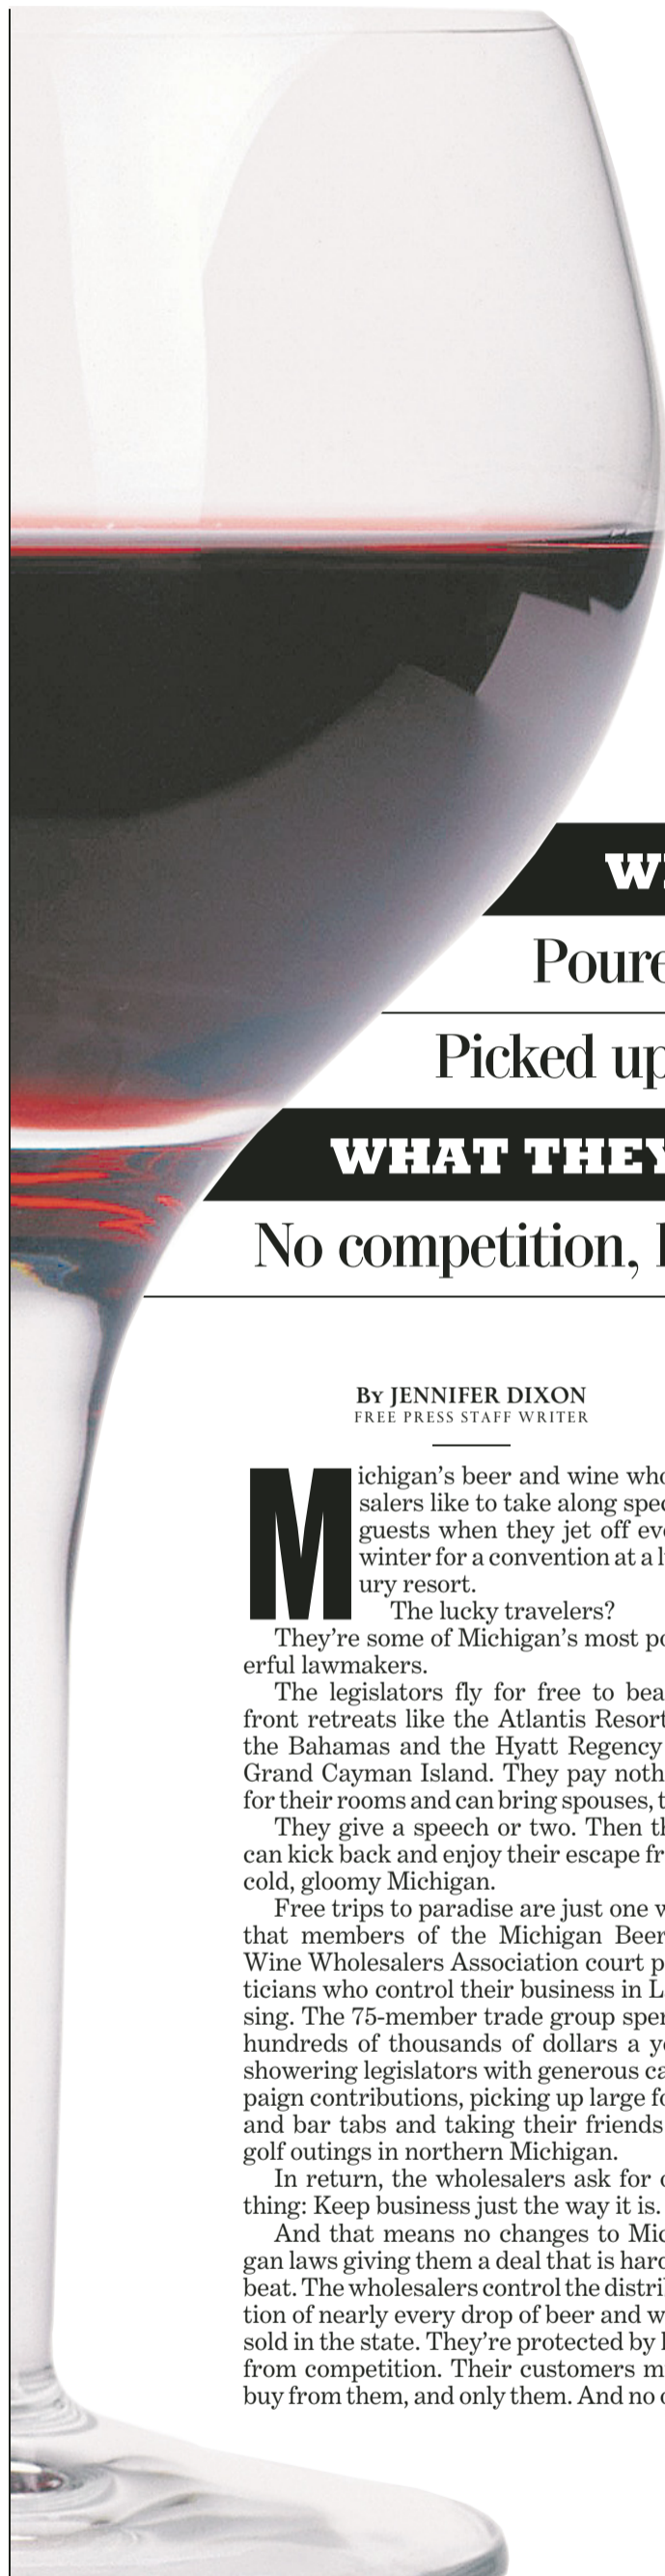 W
Poure
Picked up
WHAT THEY
No competition,
By JENNIFER DIXON
FREE PRESS STAFF WRITER
Michigan's beer and wine who
salers like to take along spec
guests when they jet off eve
winter for a convention at a l
ury resort.
The lucky travelers?
They're some of Michigan's most po
erful lawmakers.
The legislators fly for free to bea
front retreats like the Atlantis Resort
the Bahamas and the Hyatt Regency
Grand Cayman Island. They pay noth
for their rooms and can bring spouses, t
They give a speech or two. Then th
can kick back and enjoy their escape fr
cold, gloomy Michigan.
Free trips to paradise are just one w
that members of the Michigan Beer
Wine Wholesalers Association court p
ticians who control their business in L
sing. The 75-member trade group spen
hundreds of thousands of dollars a ye
showering legislators with generous ca
paign contributions, picking up large fo
and bar tabs and taking their friends
golf outings in northern Michigan.
In return, the wholesalers ask for o
thing: Keep business just the way it is.
And that means no changes to Mic
gan laws giving them a deal that is hard
beat. The wholesalers control the distri
tion of nearly every drop of beer and w
sold in the state. They're protected by l
from competition. Their customers m
buy from them, and only them. And no o